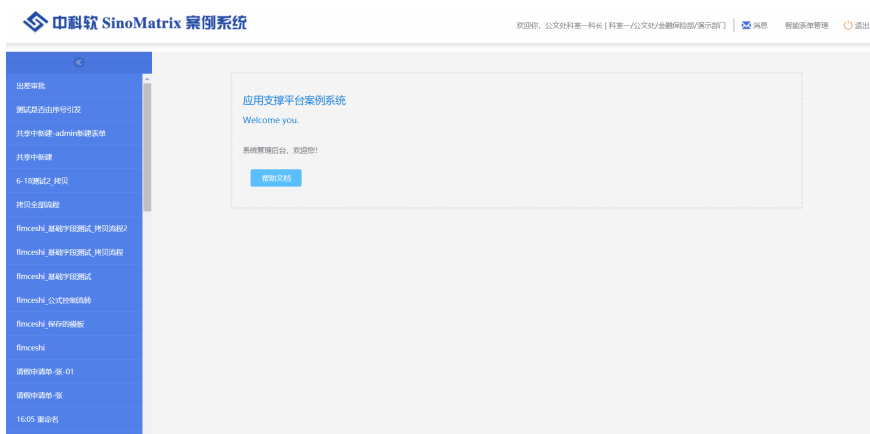 中科软 SinoMatrix 案例系统
欢迎你、公文处科室一科长 | 科室一/公文处/金融保险部/演示部门 消息 智能表单管理 退出
出差审批
测试是否由序号引发
共享中新建-admin新建表单
共享中新建
6-18测试2_拷贝
拷贝全部流程
flmceshi_基础字段测试_拷贝流程2
flmceshi_基础字段测试_拷贝流程
flmceshi_基础字段测试
flmceshi_公式控制流转
flmceshi_保存的模板
flmceshi
请假申请单-张-01
请假申请单-张
16:05 重命名
应用支撑平台案例系统
Welcome you.
系统管理后台、欢迎您!
帮助文档